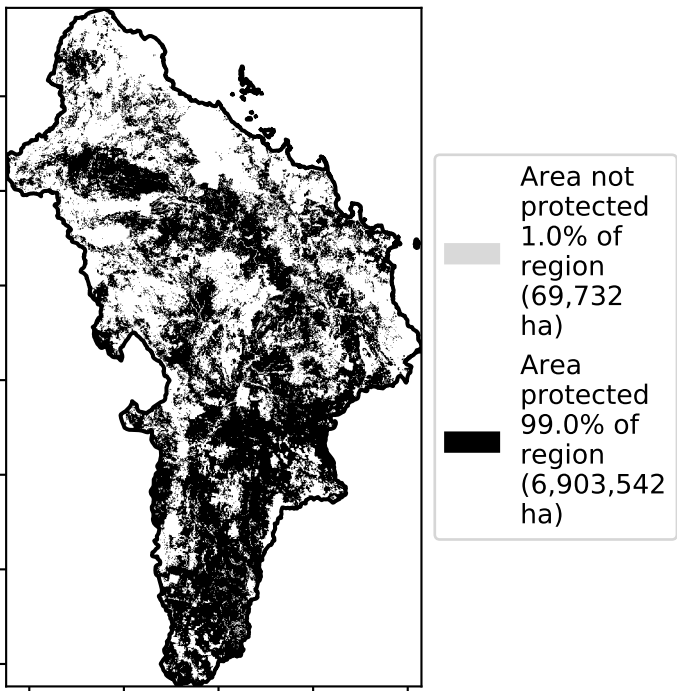 Area not
protected
1.0% of
region
(69,732
ha)
Area
protected
99.0% of
region
(6,903,542
ha)